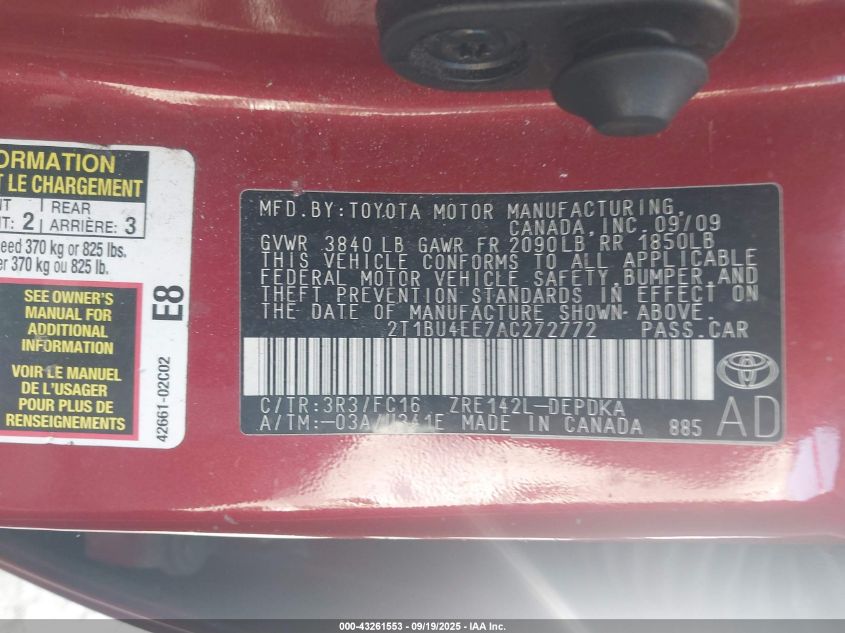 ORMATION
T LE CHARGEMENT
NT REAR
NT: 2 ARRIÈRE: 3
eed 370 kg or 825 lbs.
er 370 kg ou 825 lb.
SEE OWNER'S
MANUAL FOR
ADDITIONAL
INFORMATION
VOIR LE MANUEL
DE L'USAGER
POUR PLUS DE
RENSEIGNEMENTS
E8
42661-02C02
MFD.BY:TOYOTA MOTOR MANUFACTURING,
CANADA,INC. 09/09
GVWR 3840 LB GAWR FR 2090LB RR 1850LB
THIS VEHICLE CONFORMS TO ALL APPLICABLE
FEDERAL MOTOR VEHICLE SAFETY,BUMPER,AND
THEFT PREVENTION STANDARDS IN EFFECT ON
THE DATE OF MANUFACTURE SHOWN ABOVE.
2T1BU4EE7AC272772 PASS.CAR
C/TR:3R3/FC16 ZRE142L-DEPDKA
A/TM:-03A/U341E MADE IN CANADA 885
AD
000-43261553 - 09/19/2025 - IAA Inc.